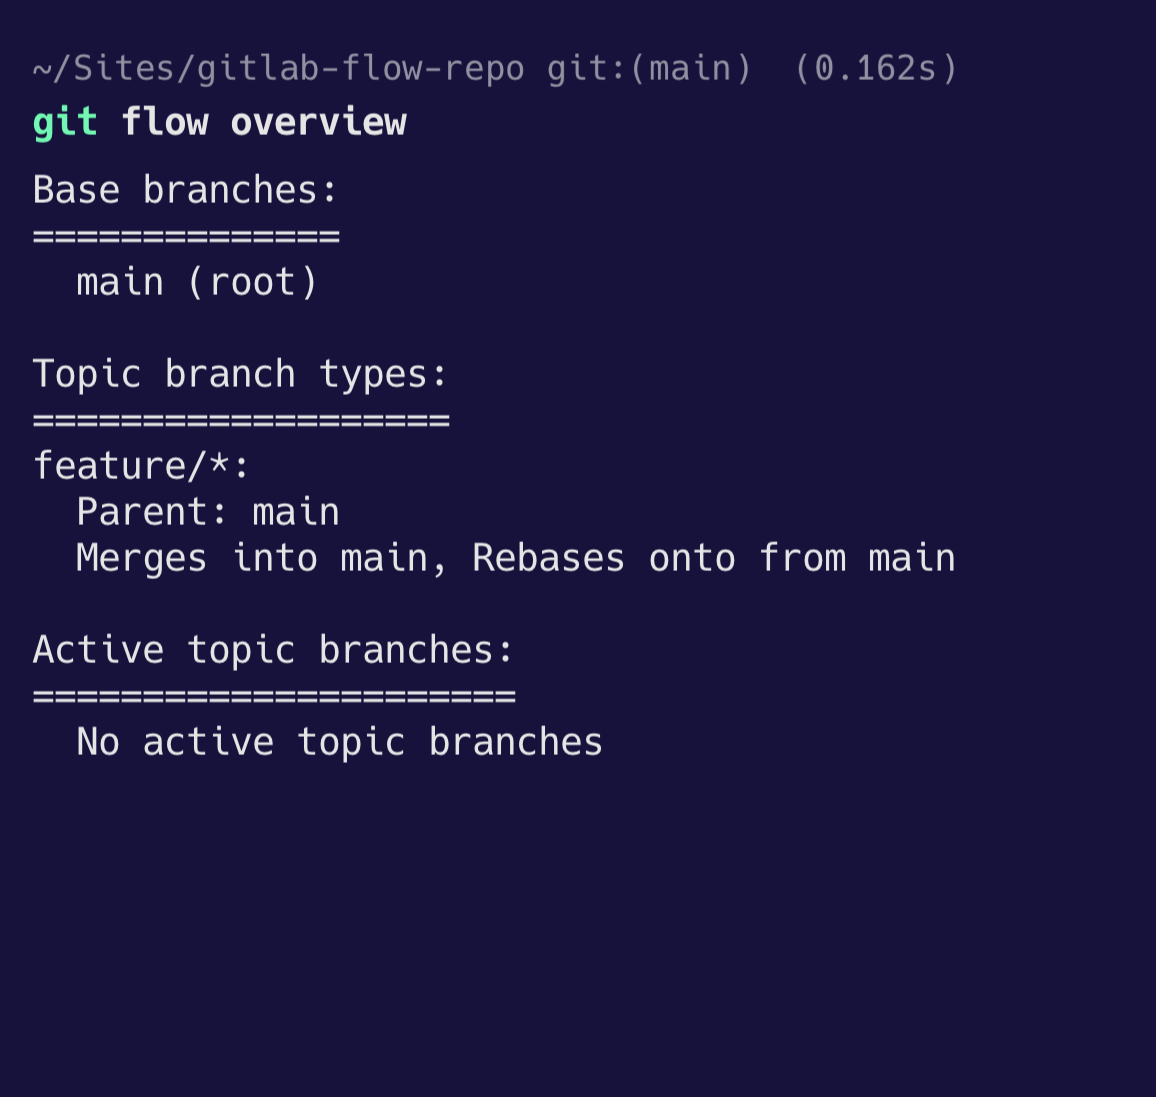 ~/Sites/gitlab-flow-repo git:(main) (0.162s)
git flow overview
Base branches:
==============
main (root)
Topic branch types:
===================
feature/*:
Parent: main
Merges into main, Rebases onto from main
Active topic branches:
======================
No active topic branches